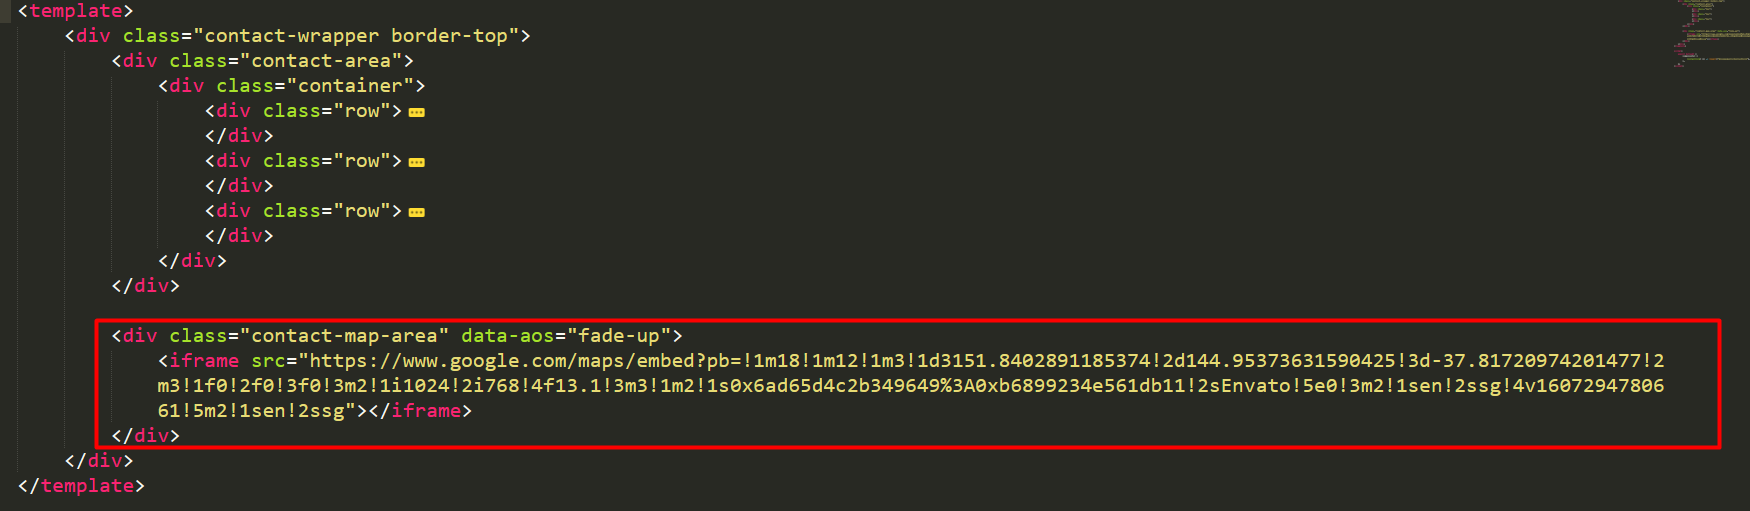 <template>
<div class="contact-wrapper border-top">
<div class="contact-area">
<div class="container">
<div class="row">
</div>
<div class="row">
</div>
<div class="row">
</div>
</div>
</div>
<div class="contact-map-area" data-aos="fade-up">
<iframe src="https://www.google.com/maps/embed?pb=!1m18!1m12!1m3!1d3151.8402891185374!2d144.95373631590425!3d-37.81720974201477!2
m3!1f0!2f0!3f0!3m2!1i1024!2i768!4f13.1!3m3!1m2!1s0x6ad65d4c2b349649%3A0xb6899234e561db11!2sEnvato!5e0!3m2!1sen!2ssg!4v16072947806
61!5m2!1sen!2ssg"></iframe>
</div>
</div>
</template>